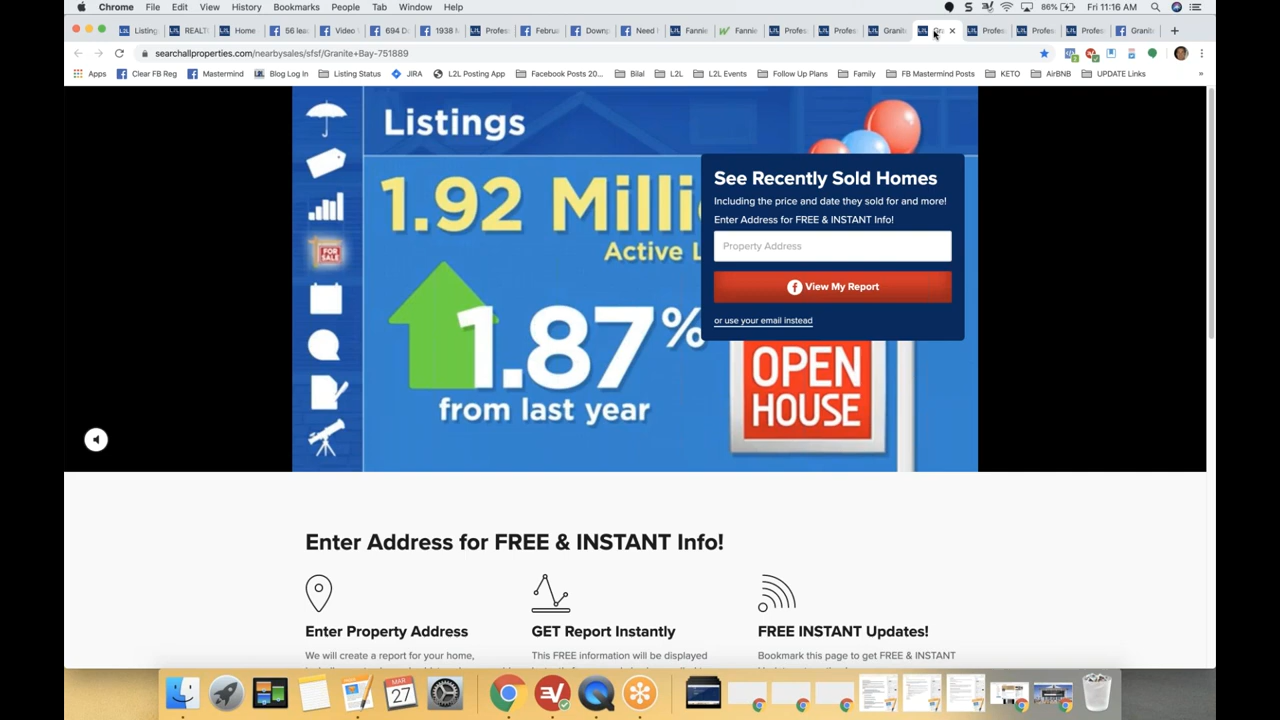 Chrome File Edit View History Bookmarks People Tab Window Help 86% Fri 11:16 AM
Listing REALT Home 56 lea Video 694 D 1938 Profes Februa Downp Need Fannie Fannie Profes Profes Granit Gra Profes Profes Profes Granit
searchallproperties.com/nearbysales/sfsf/Granite+Bay-751889
Apps Clear FB Reg Mastermind Blog Log In Listing Status JIRA L2L Posting App Facebook Posts 20... Bilal L2L L2L Events Follow Up Plans Family FB Mastermind Posts KETO AirBNB UPDATE Links »
Listings
1.92 Milli
Active L
FOR SALE
1.87%
from last year
OPEN
HOUSE
See Recently Sold Homes
Including the price and date they sold for and more!
Enter Address for FREE & INSTANT Info!
Property Address
View My Report
or use your email instead
Enter Address for FREE & INSTANT Info!
Enter Property Address GET Report Instantly FREE INSTANT Updates!
We will create a report for your home, This FREE information will be displayed Bookmark this page to get FREE & INSTANT
MAR
27